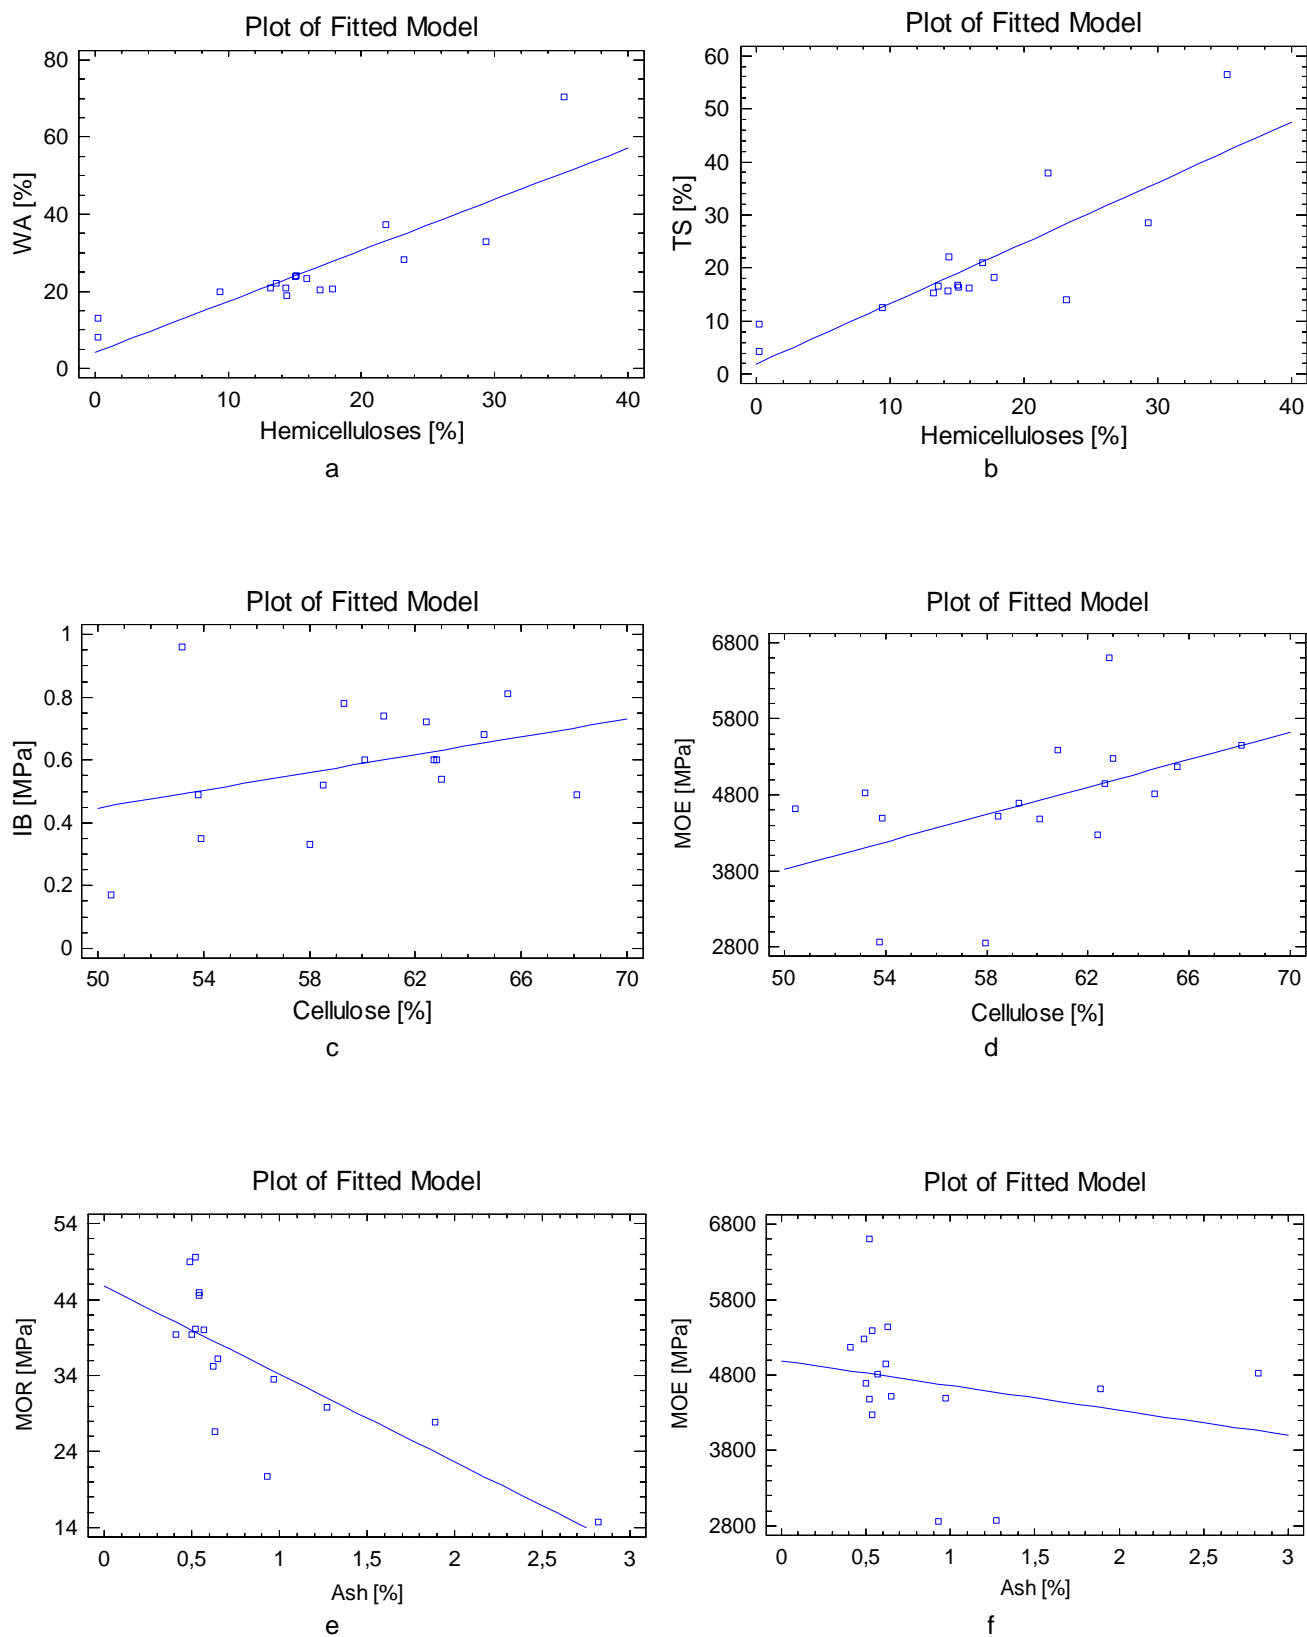 Plot of Fitted Model
WA [%]
80
60
40
20
0
0 10 20 30 40
Hemicelluloses [%]
a
Plot of Fitted Model
TS [%]
60
50
40
30
20
10
0
0 10 20 30 40
Hemicelluloses [%]
b
Plot of Fitted Model
IB [MPa]
1
0.8
0.6
0.4
0.2
0
50 54 58 62 66 70
Cellulose [%]
c
Plot of Fitted Model
MOE [MPa]
6800
5800
4800
3800
2800
50 54 58 62 66 70
Cellulose [%]
d
Plot of Fitted Model
MOR [MPa]
54
44
34
24
14
0 0,5 1 1,5 2 2,5 3
Ash [%]
e
Plot of Fitted Model
MOE [MPa]
6800
5800
4800
3800
2800
0 0,5 1 1,5 2 2,5 3
Ash [%]
f